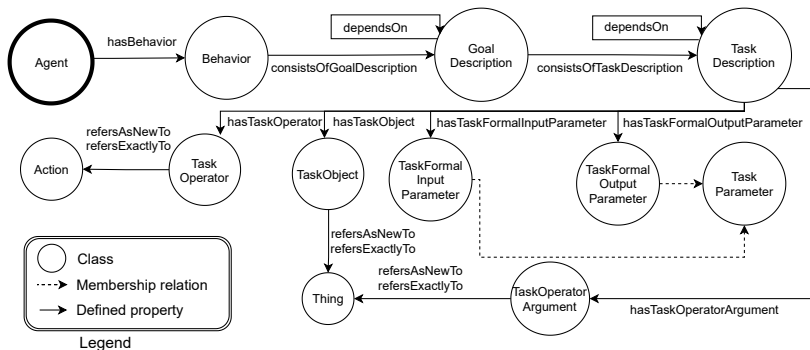 dependsOn
dependsOn
Agent
hasBehavior
Behavior
consistsOfGoalDescription
Goal
Description
consistsOfTaskDescription
Task
Description
hasTaskOperator
hasTaskObject
hasTaskFormalInputParameter
hasTaskFormalOutputParameter
Action
refersAsNewTo
refersExactlyTo
Task
Operator
TaskObject
TaskFormal
Input
Parameter
TaskFormal
Output
Parameter
Task
Parameter
refersAsNewTo
refersExactlyTo
Class
Membership relation
Defined property
Legend
Thing
refersAsNewTo
refersExactlyTo
TaskOperator
Argument
hasTaskOperatorArgument